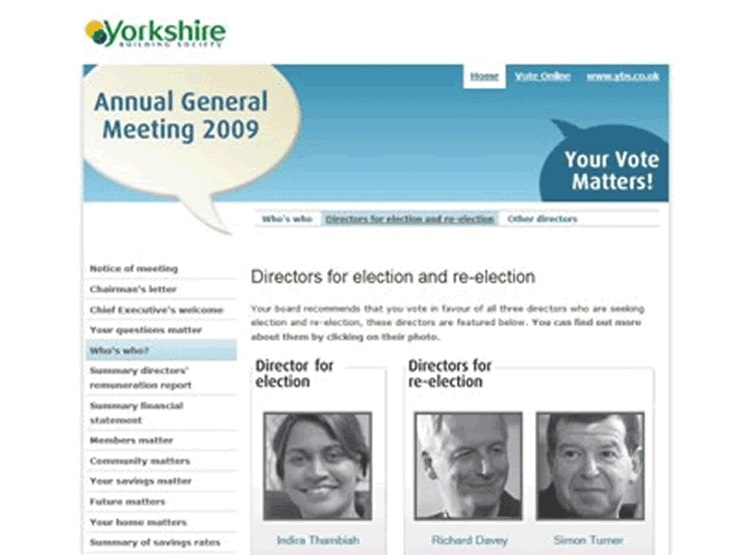 Yorkshire
BUILDING SOCIETY
Home Vote Online www.ybs.co.uk
Annual General
Meeting 2009
Your Vote
Matters!
Who's who Directors for election and re-election Other directors
Notice of meeting
Chairman's letter
Chief Executive's welcome
Your questions matter
Who's who?
Summary directors'
remuneration report
Summary financial
statement
Members matter
Community matters
Your savings matter
Future matters
Your home matters
Summary of savings rates
Directors for election and re-election
Your board recommends that you vote in favour of all three directors who are seeking
election and re-election, these directors are featured below. You can find out more
about them by clicking on their photo.
Director for
election
Directors for
re-election
Indira Thambiah
Richard Davey
Simon Turner